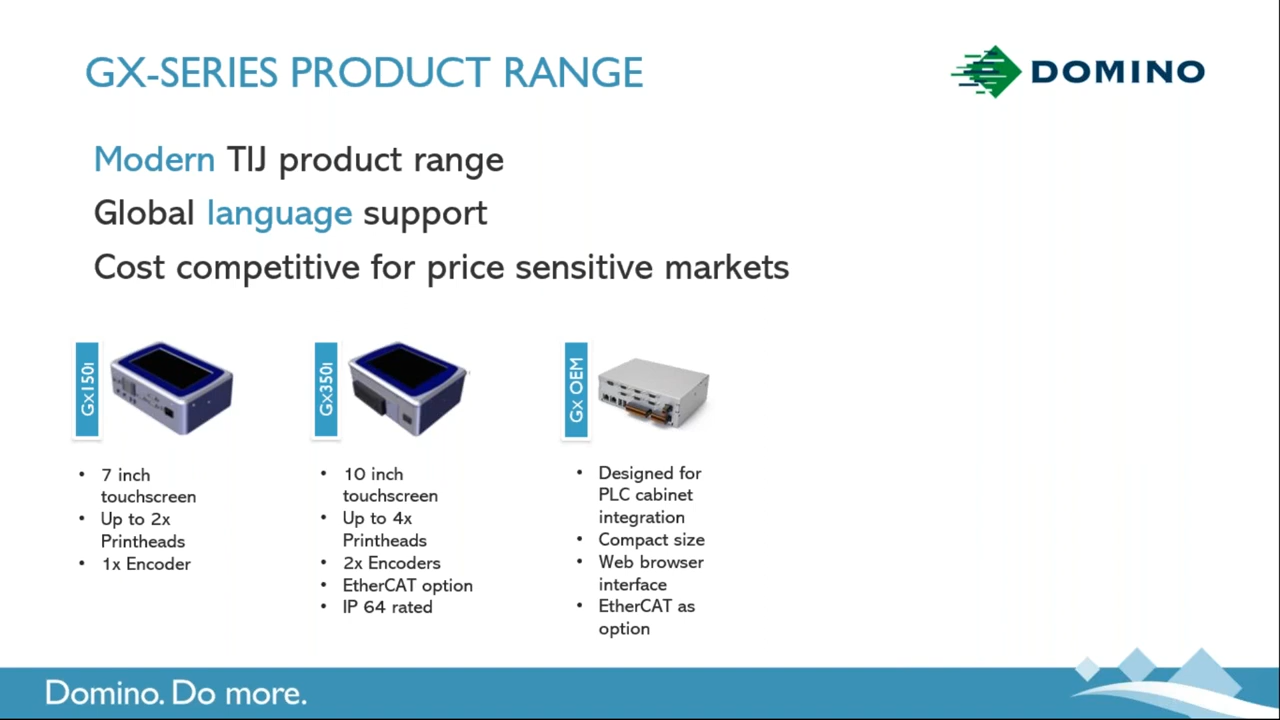 GX-SERIES PRODUCT RANGE
DOMINO
Modern TIJ product range
Global language support
Cost competitive for price sensitive markets
Gx150i
• 7 inch
touchscreen
• Up to 2x
Printheads
• 1x Encoder
Gx350i
• 10 inch
touchscreen
• Up to 4x
Printheads
• 2x Encoders
• EtherCAT option
• IP 64 rated
Gx OEM
• Designed for
PLC cabinet
integration
• Compact size
• Web browser
interface
• EtherCAT as
option
Domino. Do more.